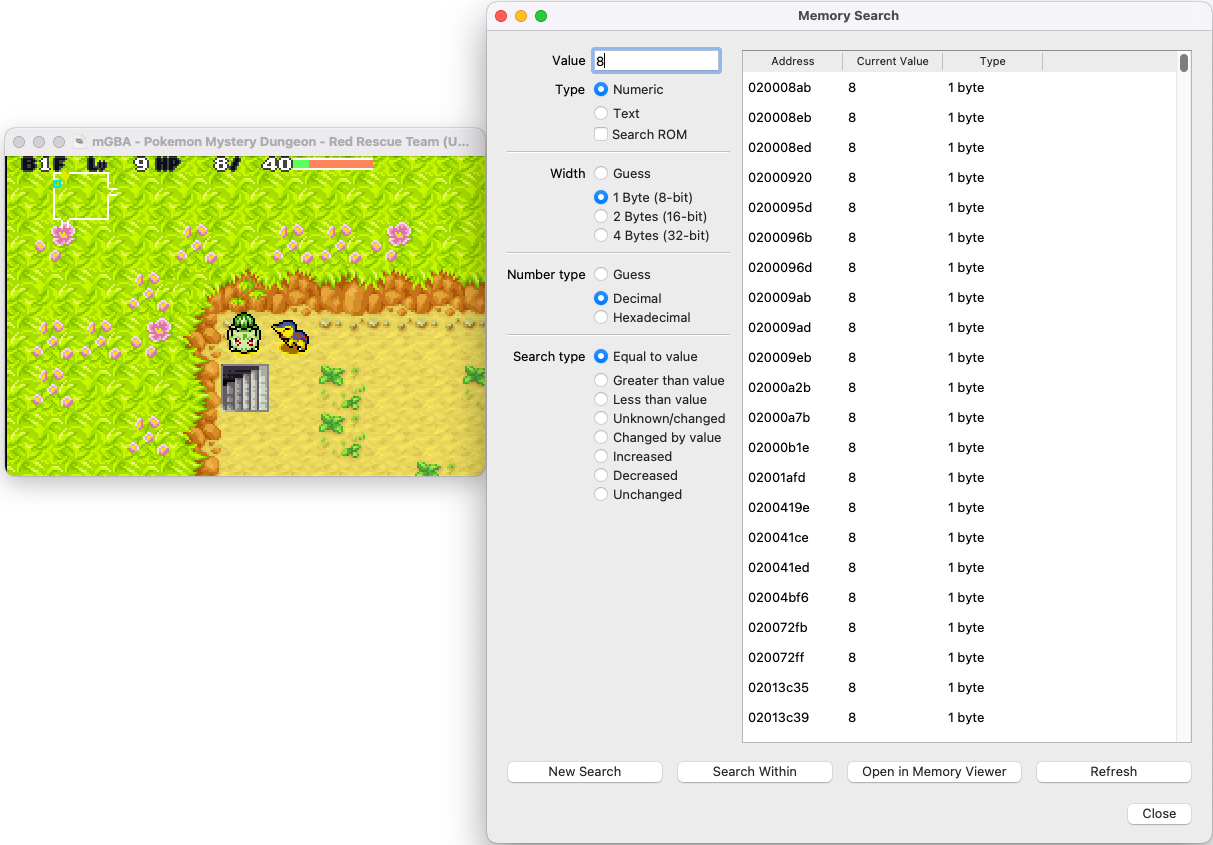 Memory Search
mGBA - Pokemon Mystery Dungeon - Red Rescue Team (U...
B1F Lv 9 HP 8/ 40
Value 8
Type Numeric
Text
Search ROM
Width Guess
1 Byte (8-bit)
2 Bytes (16-bit)
4 Bytes (32-bit)
Number type Guess
Decimal
Hexadecimal
Search type Equal to value
Greater than value
Less than value
Unknown/changed
Changed by value
Increased
Decreased
Unchanged
Address Current Value Type
020008ab 8 1 byte
020008eb 8 1 byte
020008ed 8 1 byte
02000920 8 1 byte
0200095d 8 1 byte
0200096b 8 1 byte
0200096d 8 1 byte
020009ab 8 1 byte
020009ad 8 1 byte
020009eb 8 1 byte
02000a2b 8 1 byte
02000a7b 8 1 byte
02000b1e 8 1 byte
02001afd 8 1 byte
0200419e 8 1 byte
020041ce 8 1 byte
020041ed 8 1 byte
02004bf6 8 1 byte
020072fb 8 1 byte
020072ff 8 1 byte
02013c35 8 1 byte
02013c39 8 1 byte
New Search Search Within Open in Memory Viewer Refresh
Close